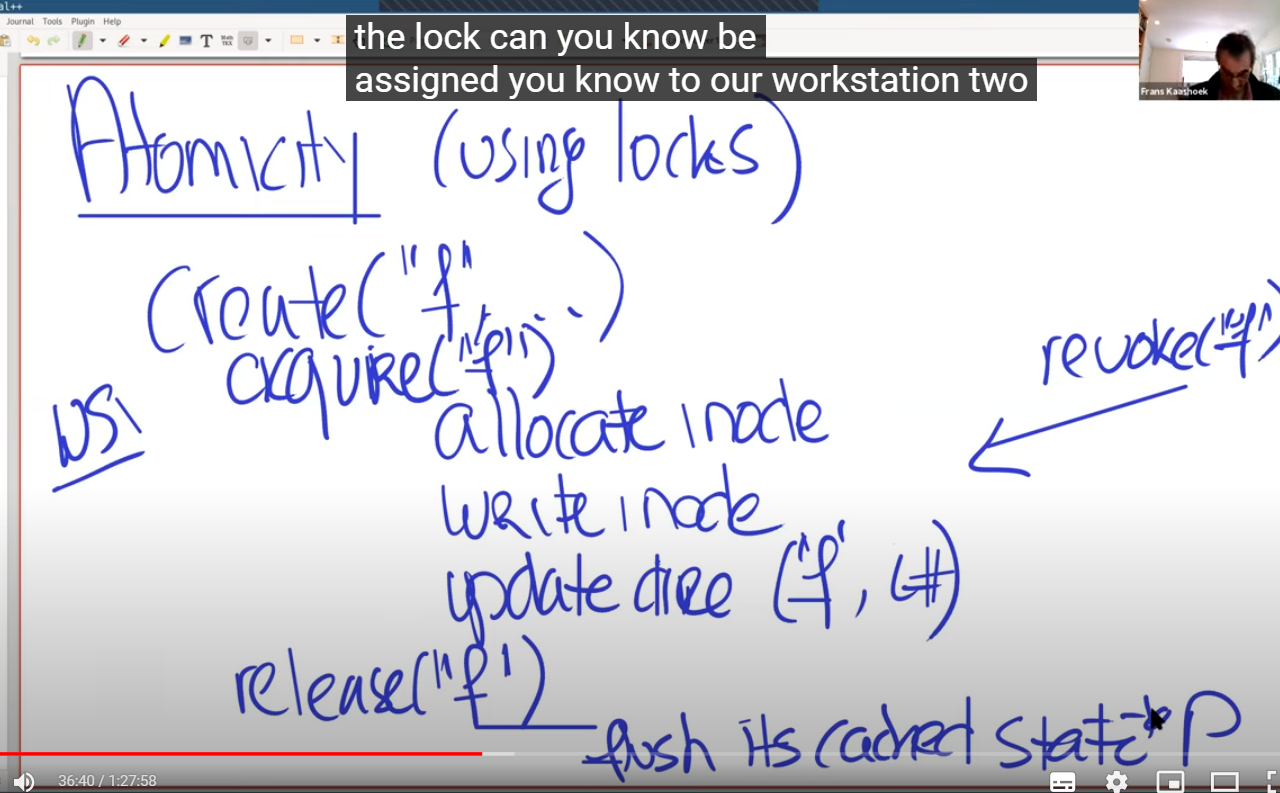 al++
Journal Tools Plugin Help
the lock can you know be
assigned you know to our workstation two
Frans Kaashoek
Atomicity (using locks)
Create("f" . . )
acquire("f")
WS1
allocate inode
write inode
update dire ("f", i#)
release("f")
flush its cached state to P
revoke("f")
36:40 / 1:27:58